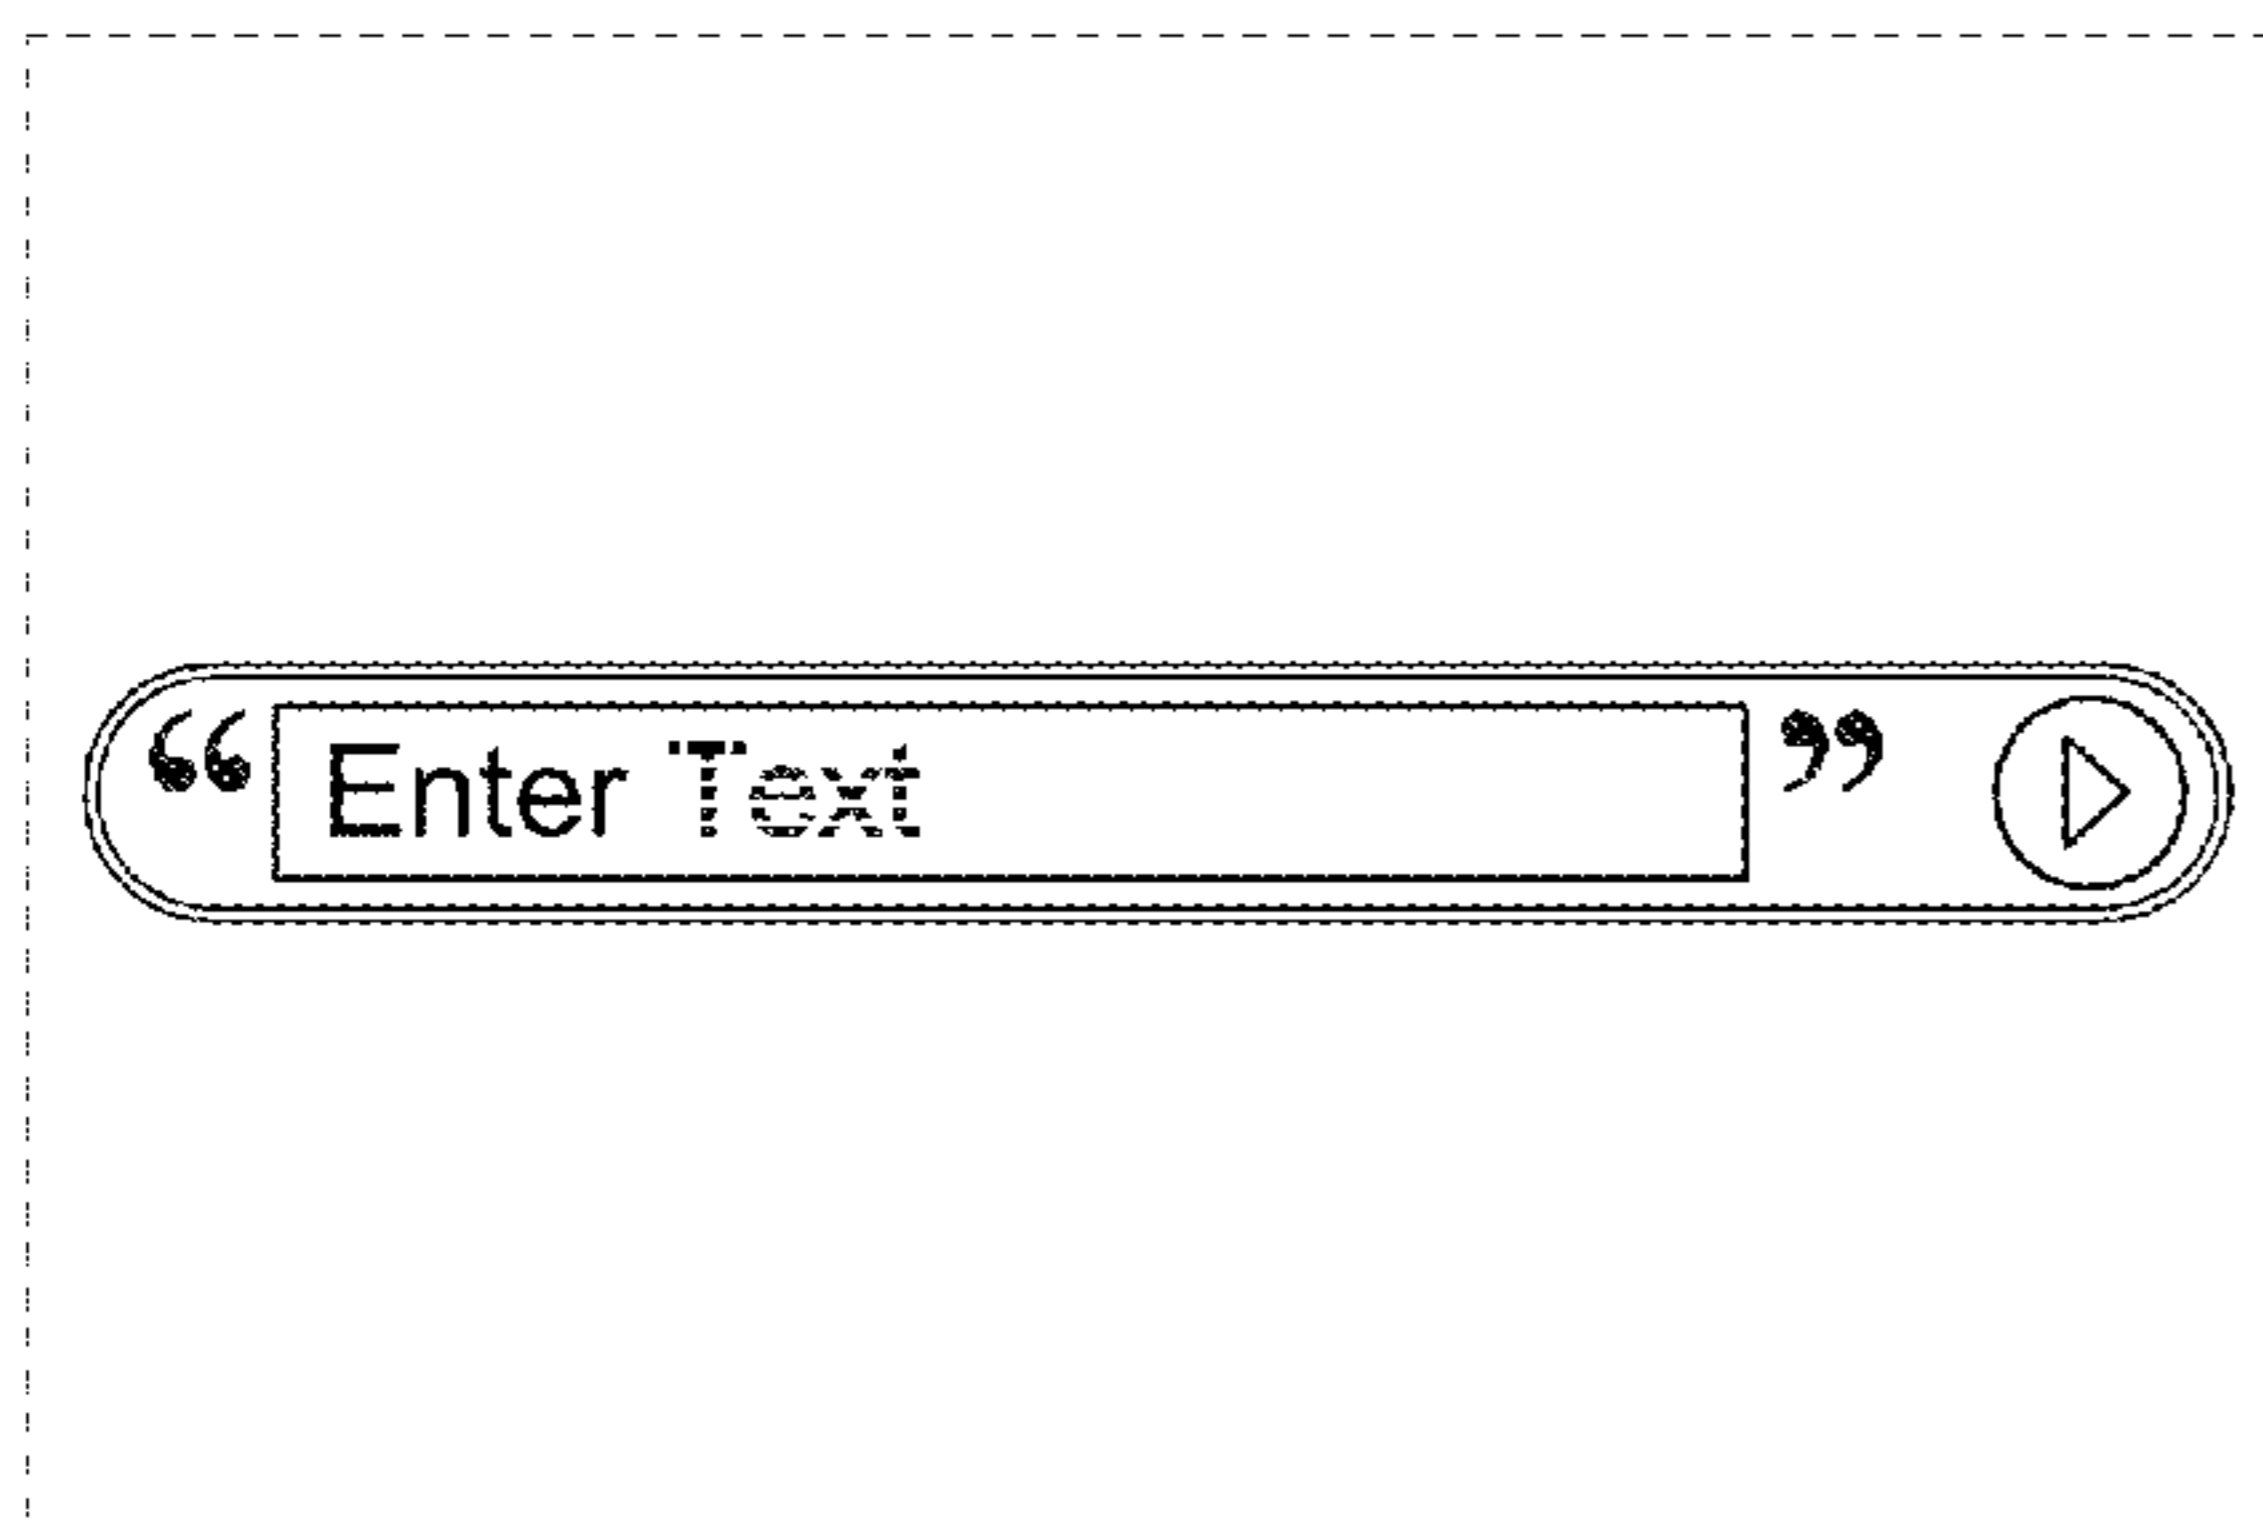 “ Enter Text ”